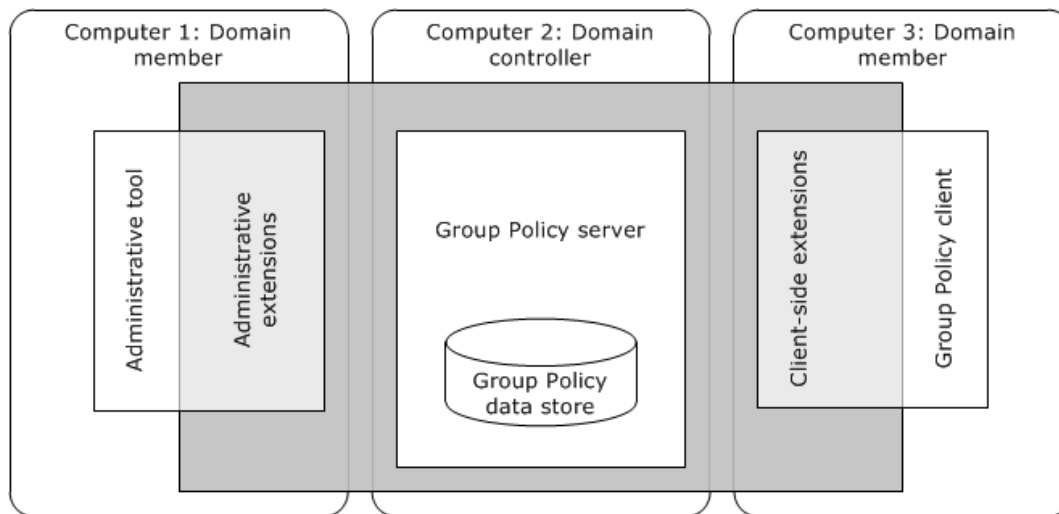 Computer 1: Domain
member
Computer 2: Domain
controller
Computer 3: Domain
member
Administrative tool
Administrative
extensions
Group Policy server
Group Policy
data store
Client-side extensions
Group Policy client